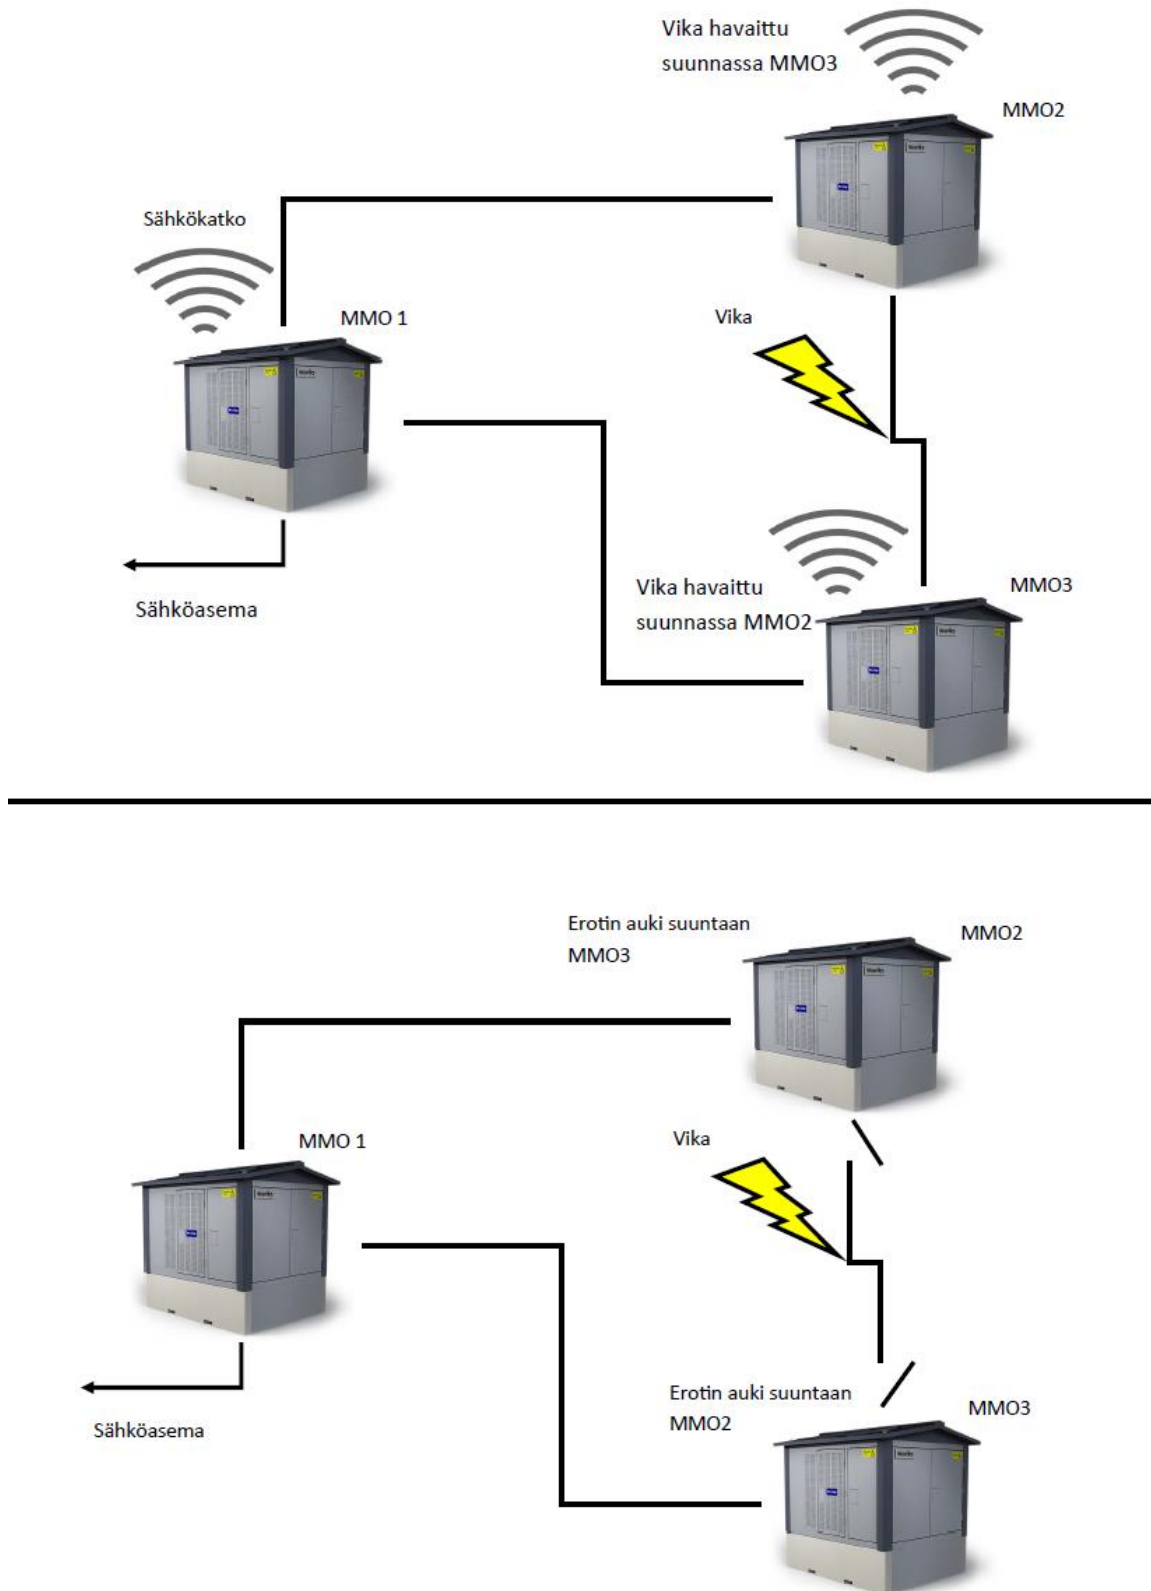 Vika havaittu
suunnassa MMO3
MMO2
Sähkökatko
MMO 1
Vika
Vika havaittu
suunnassa MMO2
MMO3
Sähköasema
Erotin auki suuntaan
MMO3
MMO2
MMO 1
Vika
Erotin auki suuntaan
MMO2
MMO3
Sähköasema